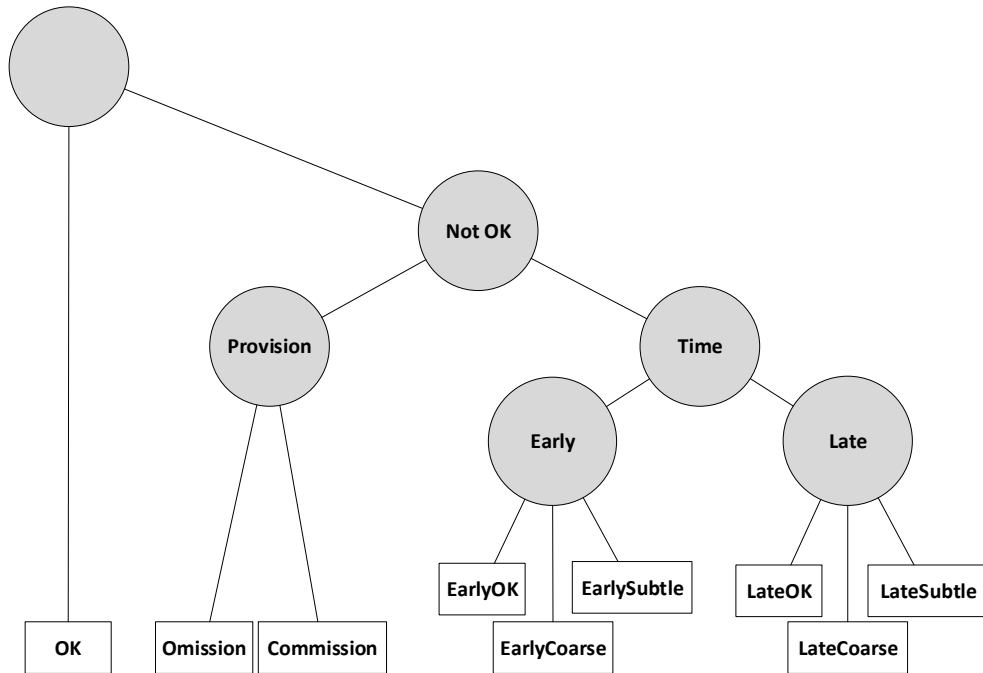 Not OK
Provision
Time
Early
Late
EarlyOK
EarlySubtle
LateOK
LateSubtle
OK
Omission
Commission
EarlyCoarse
LateCoarse